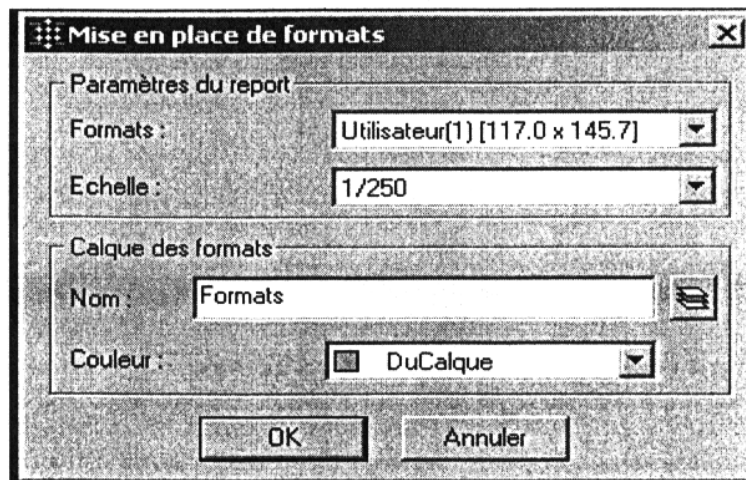 Mise en place de formats
Paramètres du report
Formats : Utilisateur(1) [117.0 x 145.7]
Echelle : 1/250
Calque des formats
Nom : Formats
Couleur : DuCalque
OK Annuler